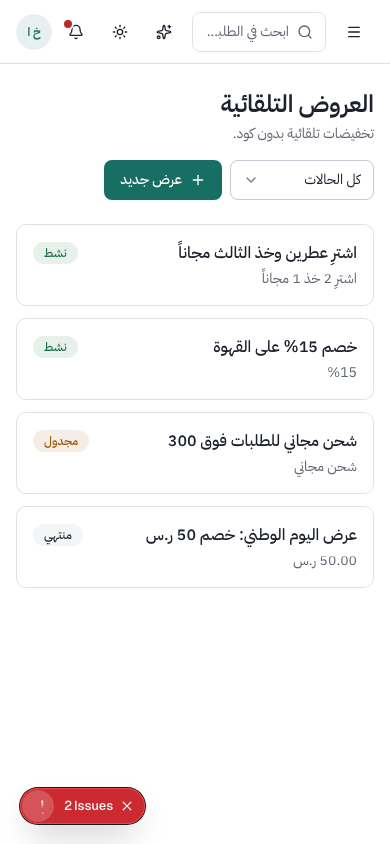 ابحث في الطلبـ...
خ ا
العروض التلقائية
تخفيضات تلقائية بدون كود.
كل الحالات
عرض جديد
اشترِ عطرين وخذ الثالث مجاناً
نشط
اشترِ 2 خذ 1 مجاناً
خصم 15% على القهوة
نشط
15%
شحن مجاني للطلبات فوق 300
مجدول
شحن مجاني
عرض اليوم الوطني: خصم 50 ر.س
منتهي
50.00 ر.س
2 Issues